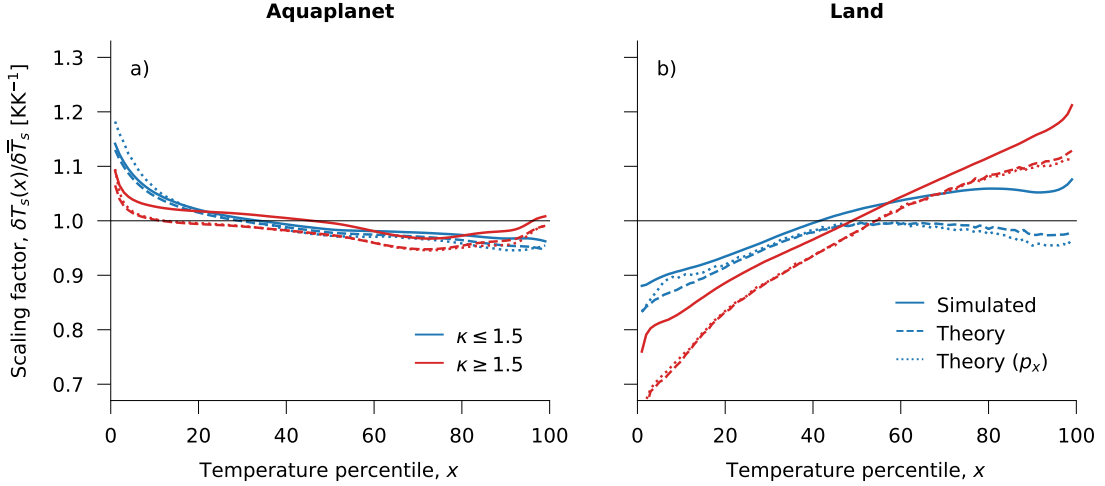 Aquaplanet
Land
Scaling factor, δT_s(x)/δT̿_s [KK⁻¹]
a)
1.3
1.2
1.1
1.0
0.9
0.8
0.7
κ ≤ 1.5
κ ≥ 1.5
0 20 40 60 80 100
Temperature percentile, x
b)
Simulated
Theory
Theory (pₓ)
0 20 40 60 80 100
Temperature percentile, x